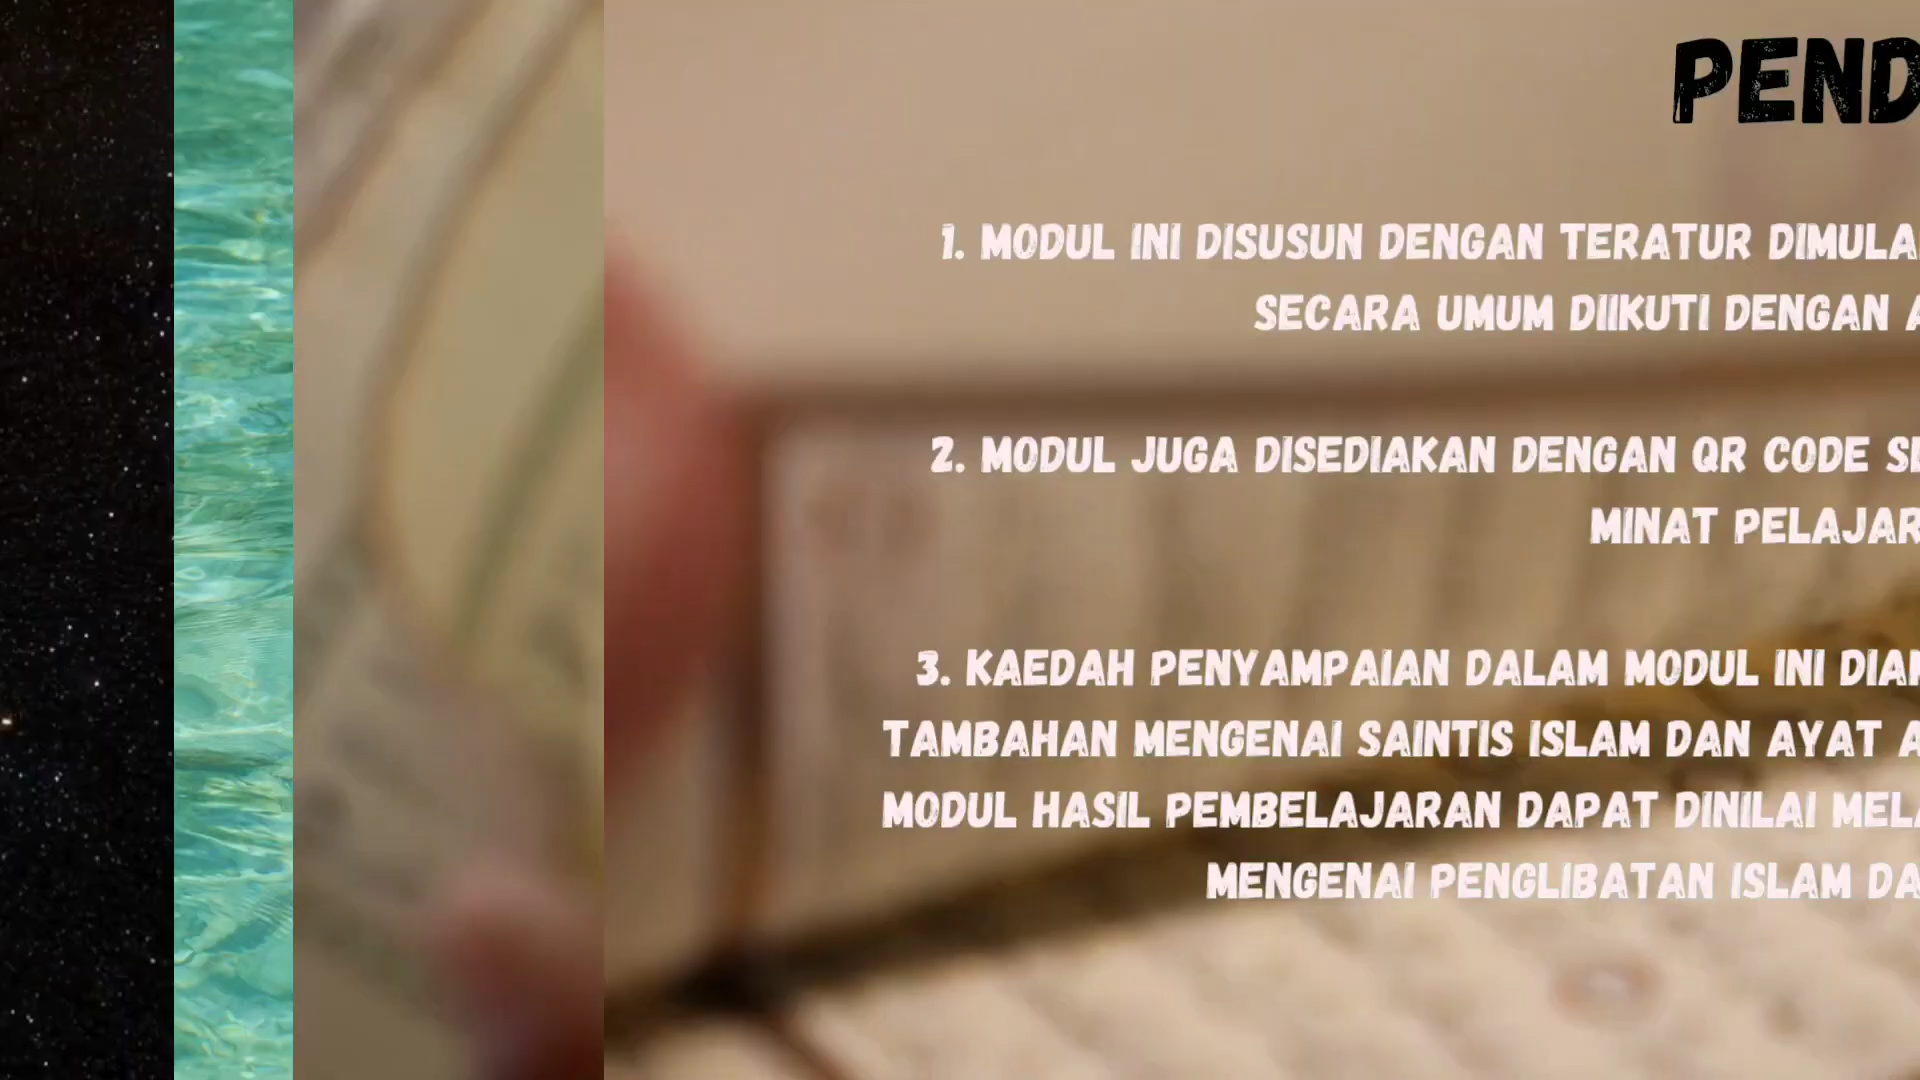 PEND
1. MODUL INI DISUSUN DENGAN TERATUR DIMULA
SECARA UMUM DIIKUTI DENGAN A
2. MODUL JUGA DISEDIAKAN DENGAN QR CODE
MINAT PELAJAR
3. KAEDAH PENYAMPAIAN DALAM MODUL INI
TAMBAHAN MENGENAI SAINTIS ISLAM DAN AYAT A
MODUL HASIL PEMBELAJARAN DAPAT DINILAI MELA
MENGENAI PENGLIBATAN ISLAM DA